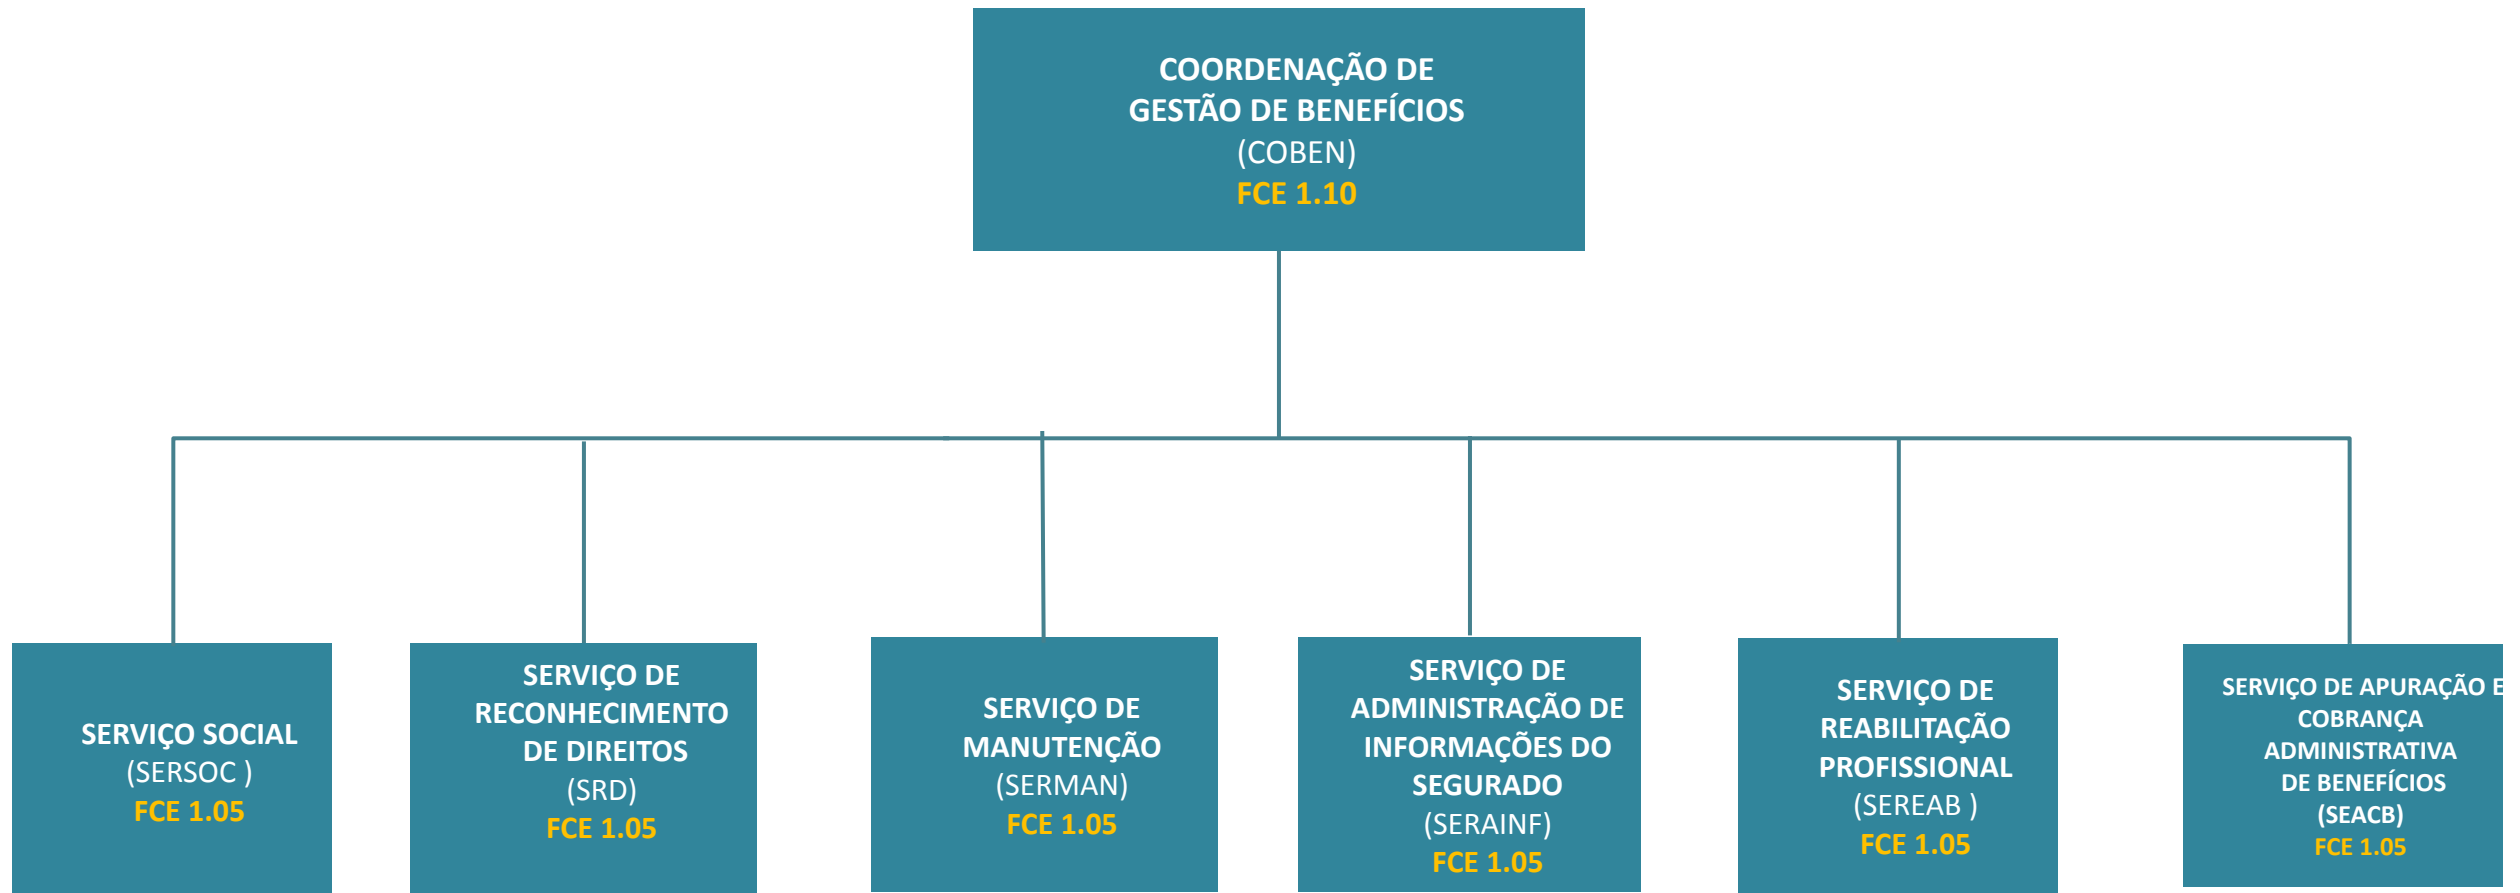 COORDENAÇÃO DE
GESTÃO DE BENEFÍCIOS
(COBEN)
FCE 1.10
SERVIÇO SOCIAL
(SERSOC )
FCE 1.05
SERVIÇO DE
RECONHECIMENTO
DE DIREITOS
(SRD)
FCE 1.05
SERVIÇO DE
MANUTENÇÃO
(SERMAN)
FCE 1.05
SERVIÇO DE
ADMINISTRAÇÃO DE
INFORMAÇÕES DO
SEGURADO
(SERAINF)
FCE 1.05
SERVIÇO DE
REABILITAÇÃO
PROFISSIONAL
(SEREAB )
FCE 1.05
SERVIÇO DE APURAÇÃO E
COBRANÇA
ADMINISTRATIVA
DE BENEFÍCIOS
(SEACB)
FCE 1.05